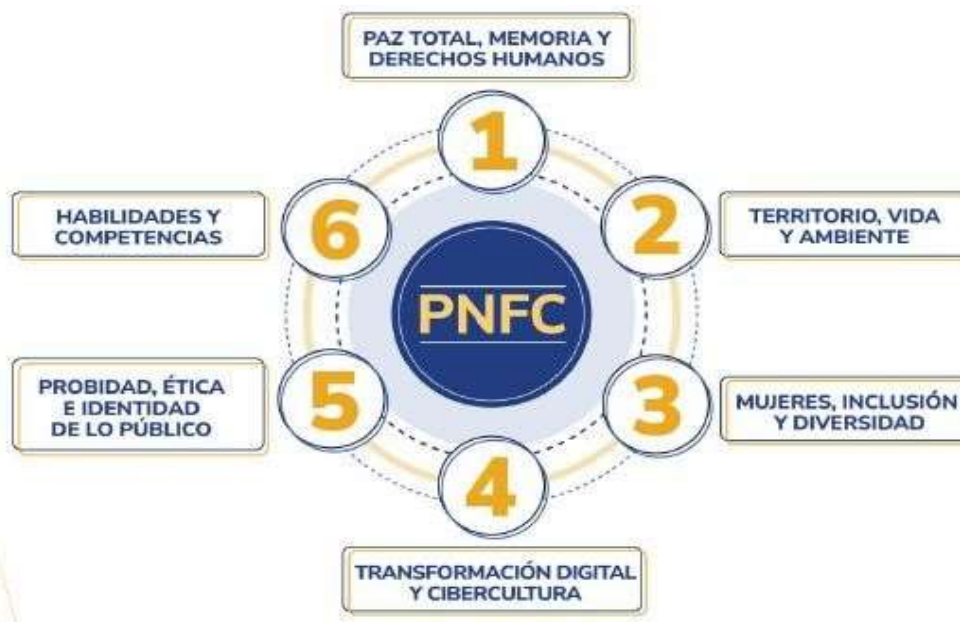 PAZ TOTAL, MEMORIA Y
DERECHOS HUMANOS
1
2
TERRITORIO, VIDA
Y AMBIENTE
3
MUJERES, INCLUSIÓN
Y DIVERSIDAD
4
TRANSFORMACIÓN DIGITAL
Y CIBERCULTURA
5
PROBIDAD, ÉTICA
E IDENTIDAD
DE LO PÚBLICO
6
HABILIDADES Y
COMPETENCIAS
PNFC